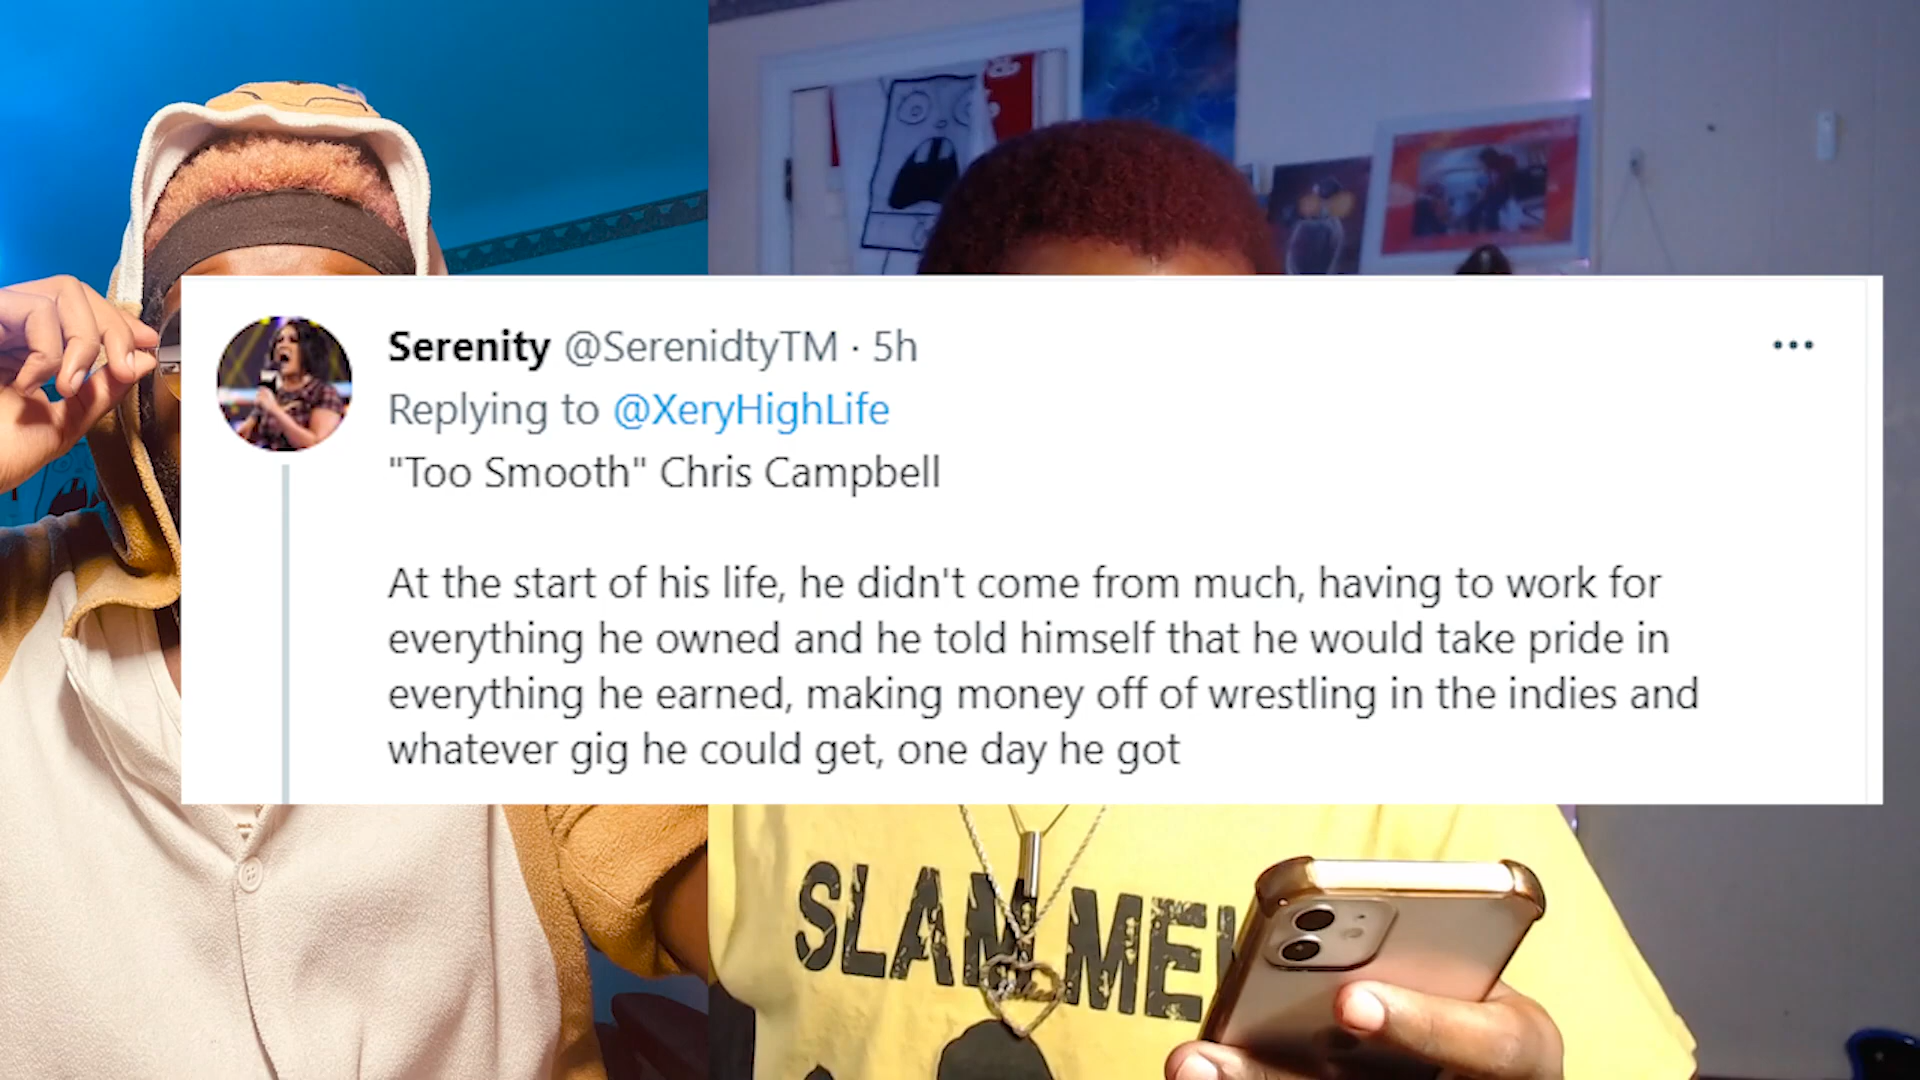 Serenity @SerenidtyTM · 5h
Replying to @XeryHighLife
"Too Smooth" Chris Campbell
At the start of his life, he didn't come from much, having to work for
everything he owned and he told himself that he would take pride in
everything he earned, making money off of wrestling in the indies and
whatever gig he could get, one day he got
SLAM